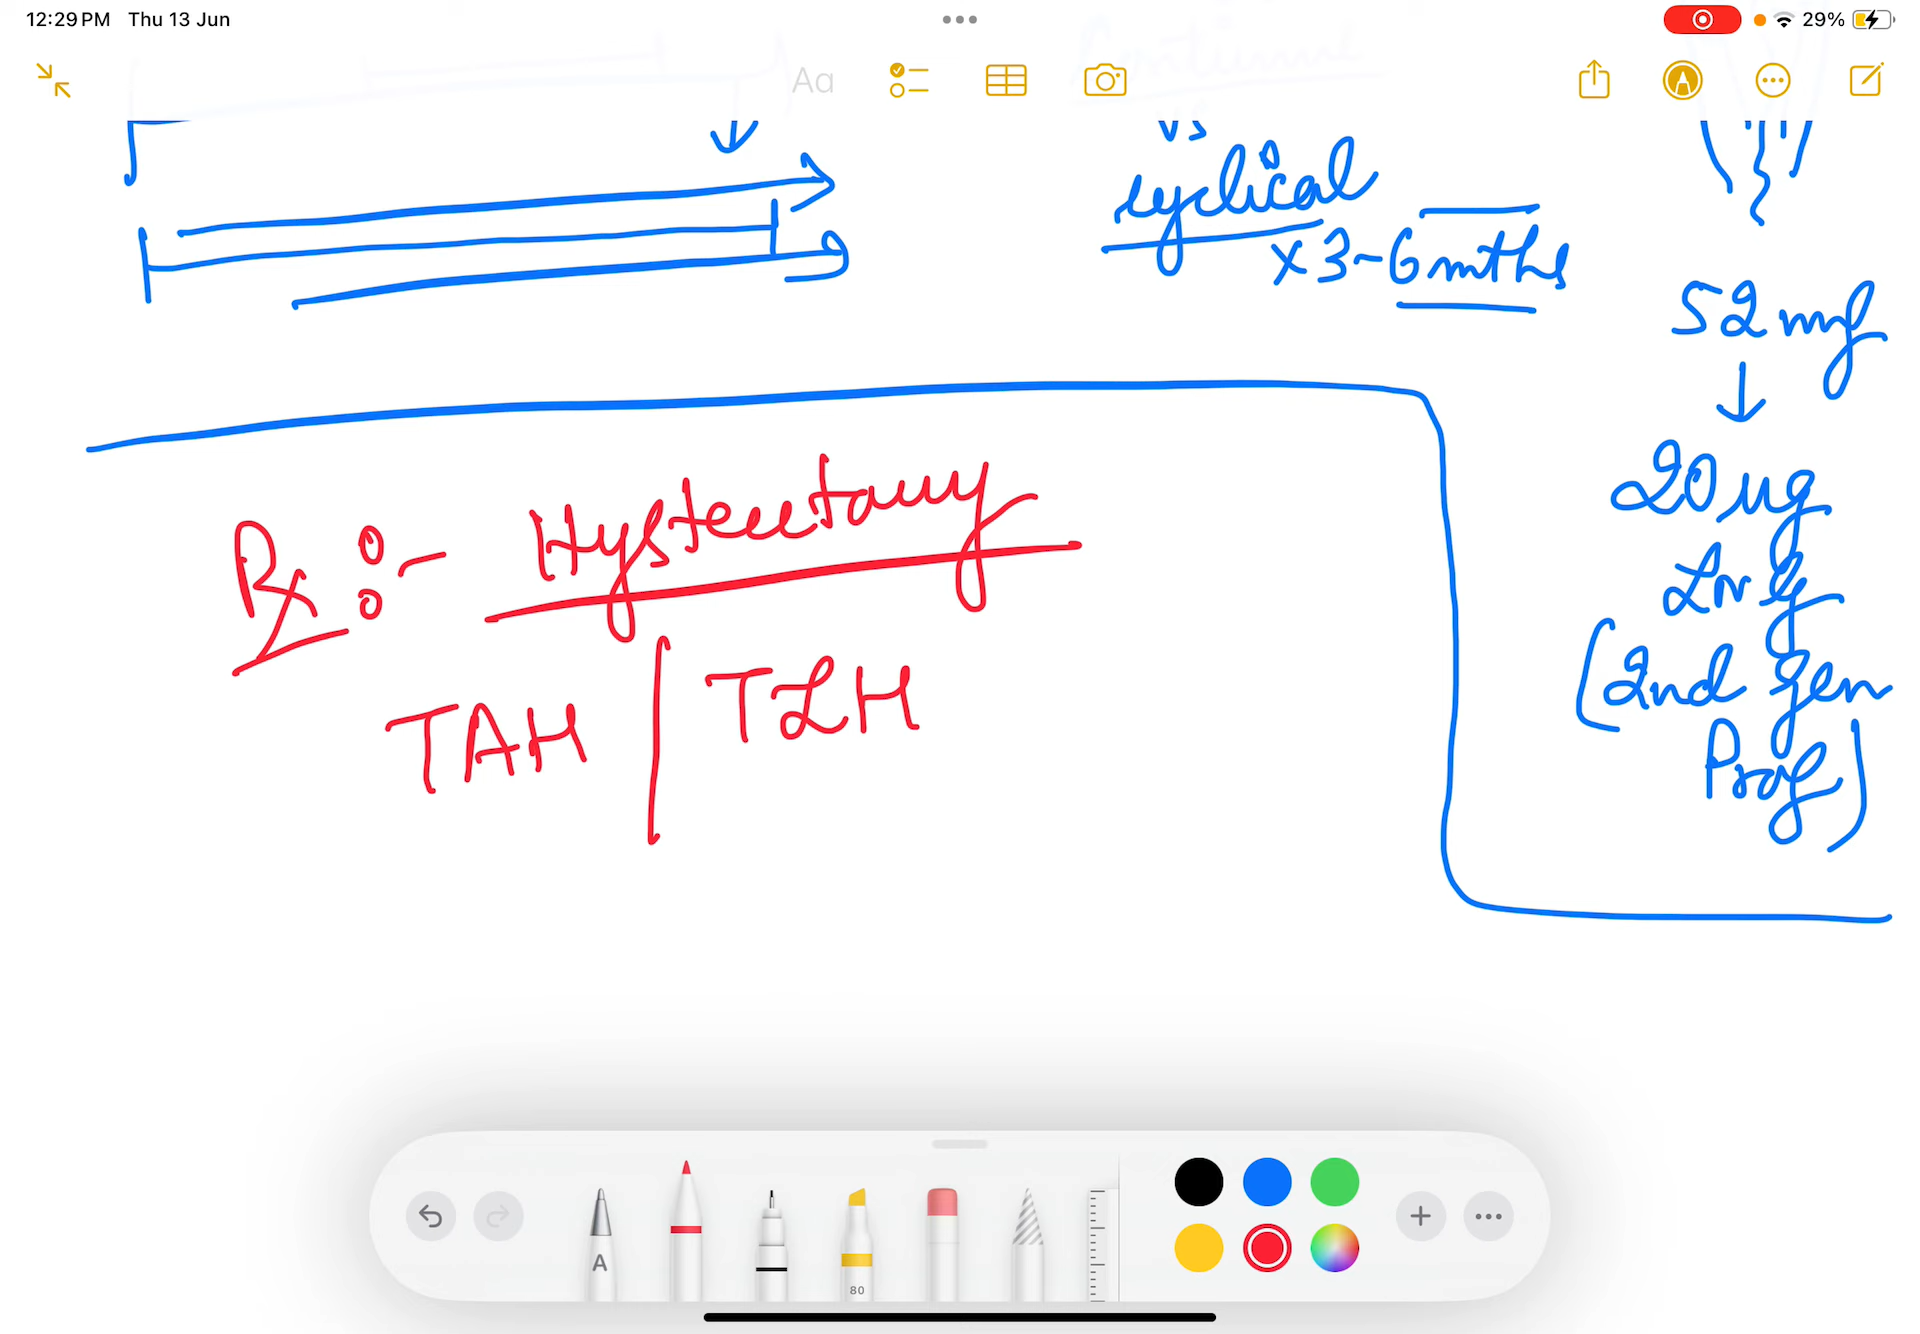 12:29 PM Thu 13 Jun
29%
Aa
Continual
vs
cyclical
x 3-6 mths
52 mg
20 ug
Lng
(2nd gen
Prog)
Rx :- Hysterectomy
TAH | TLH
A
80